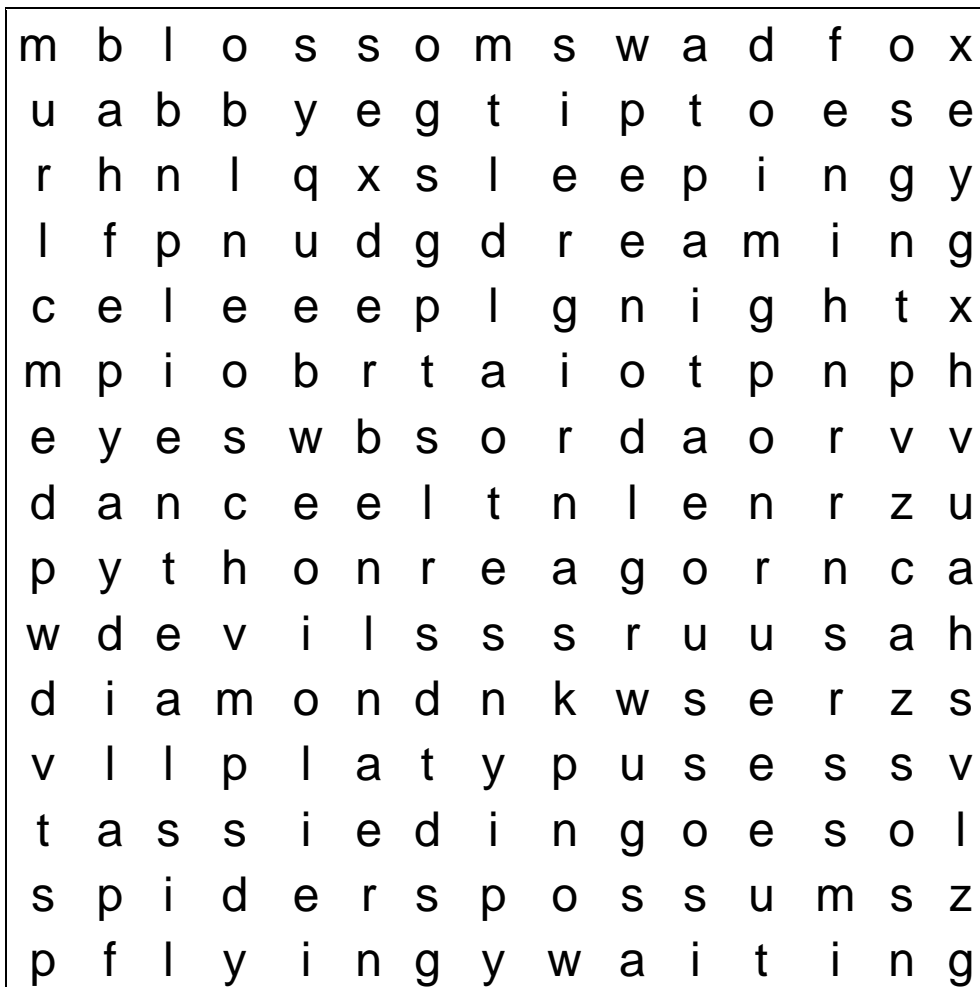 m b l o s s o m s w a d f o x
u a b b y e g t i p t o e s e
r h n l q x s l e e p i n g y
l f p n u d g d r e a m i n g
c e l e e e p l g n i g h t x
m p i o b r t a i o t p n p h
e y e s w b s o r d a o r v v
d a n c e e l t n l e n r z u
p y t h o n r e a g o r n c a
w d e v i l s s s r u u s a h
d i a m o n d n k w s e r z s
v l l p l a t y p u s e s s v
t a s s i e d i n g o e s o l
s p i d e r s p o s s u m s z
p f l y i n g y w a i t i n g